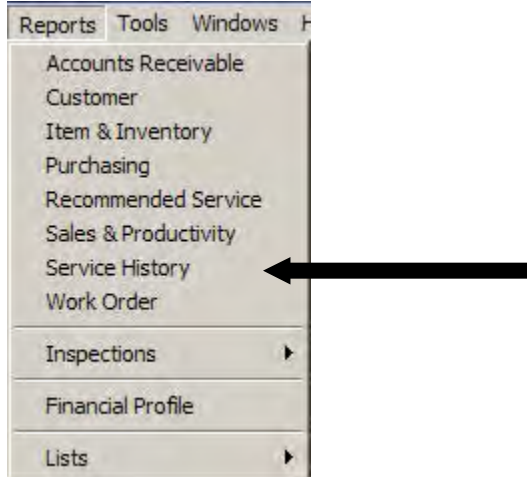 Reports Tools Windows
Accounts Receivable
Customer
Item & Inventory
Purchasing
Recommended Service
Sales & Productivity
Service History
Work Order
Inspections
Financial Profile
Lists